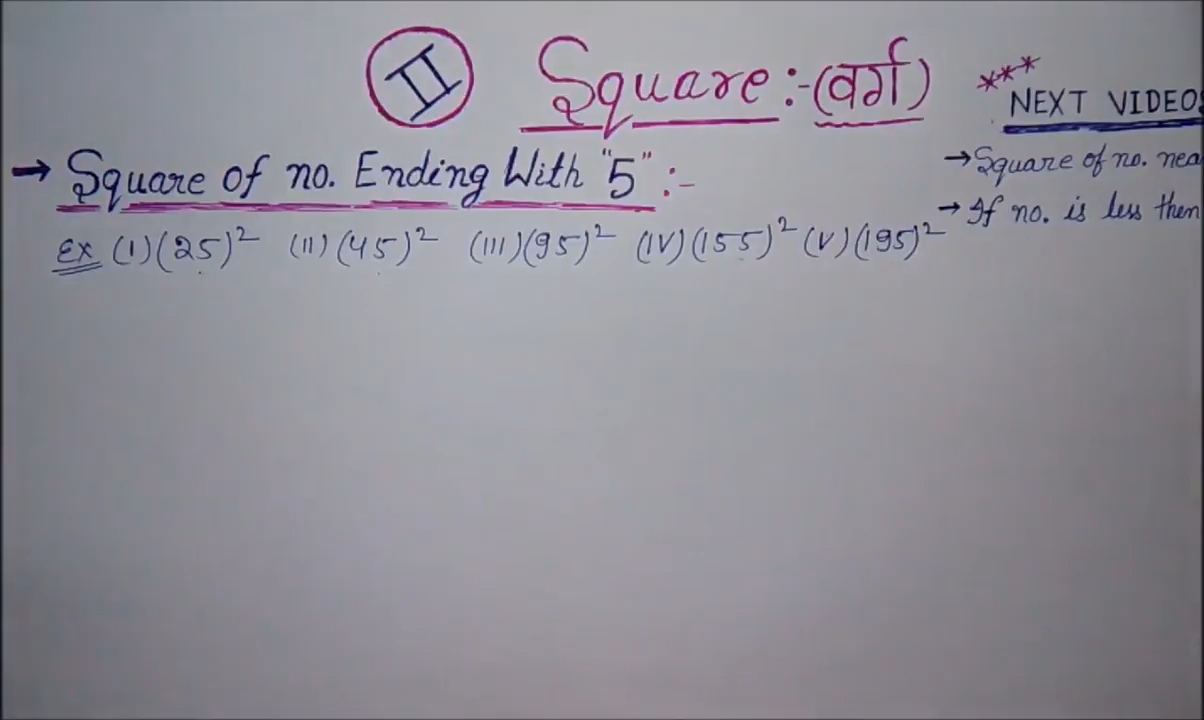 II Square :- (वर्ग)
*** NEXT VIDEO
→ Square of no. Ending With "5" :-
→ Square of no. nea
→ If no. is less then
Ex (I) (25)² (II) (45)² (III) (95)² (IV) (155)² (V) (195)²